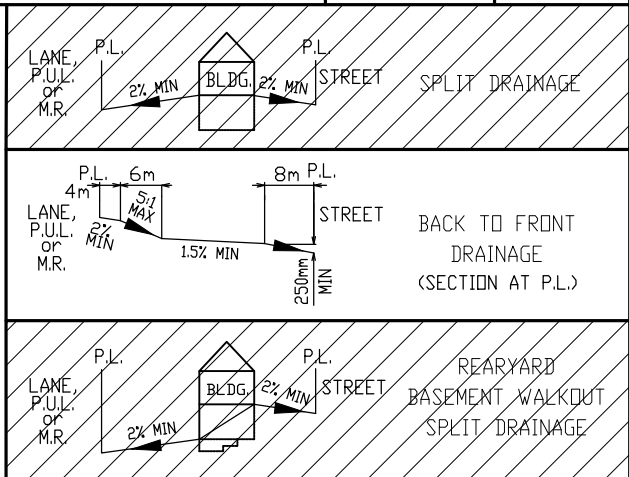 P.L.
P.L.
LANE,
P.U.L.
or
M.R.
2% MIN
BLDG.
2% MIN
STREET
SPLIT DRAINAGE
P.L.
6m
8m
P.L.
4m
5:1
MAX
LANE,
P.U.L.
or
M.R.
2%
MIN
1.5% MIN
STREET
250mm
MIN
BACK TO FRONT
DRAINAGE
(SECTION AT P.L.)
P.L.
P.L.
LANE,
P.U.L.
or
M.R.
2% MIN
BLDG.
2% MIN
STREET
REARYARD
BASEMENT WALKOUT
SPLIT DRAINAGE